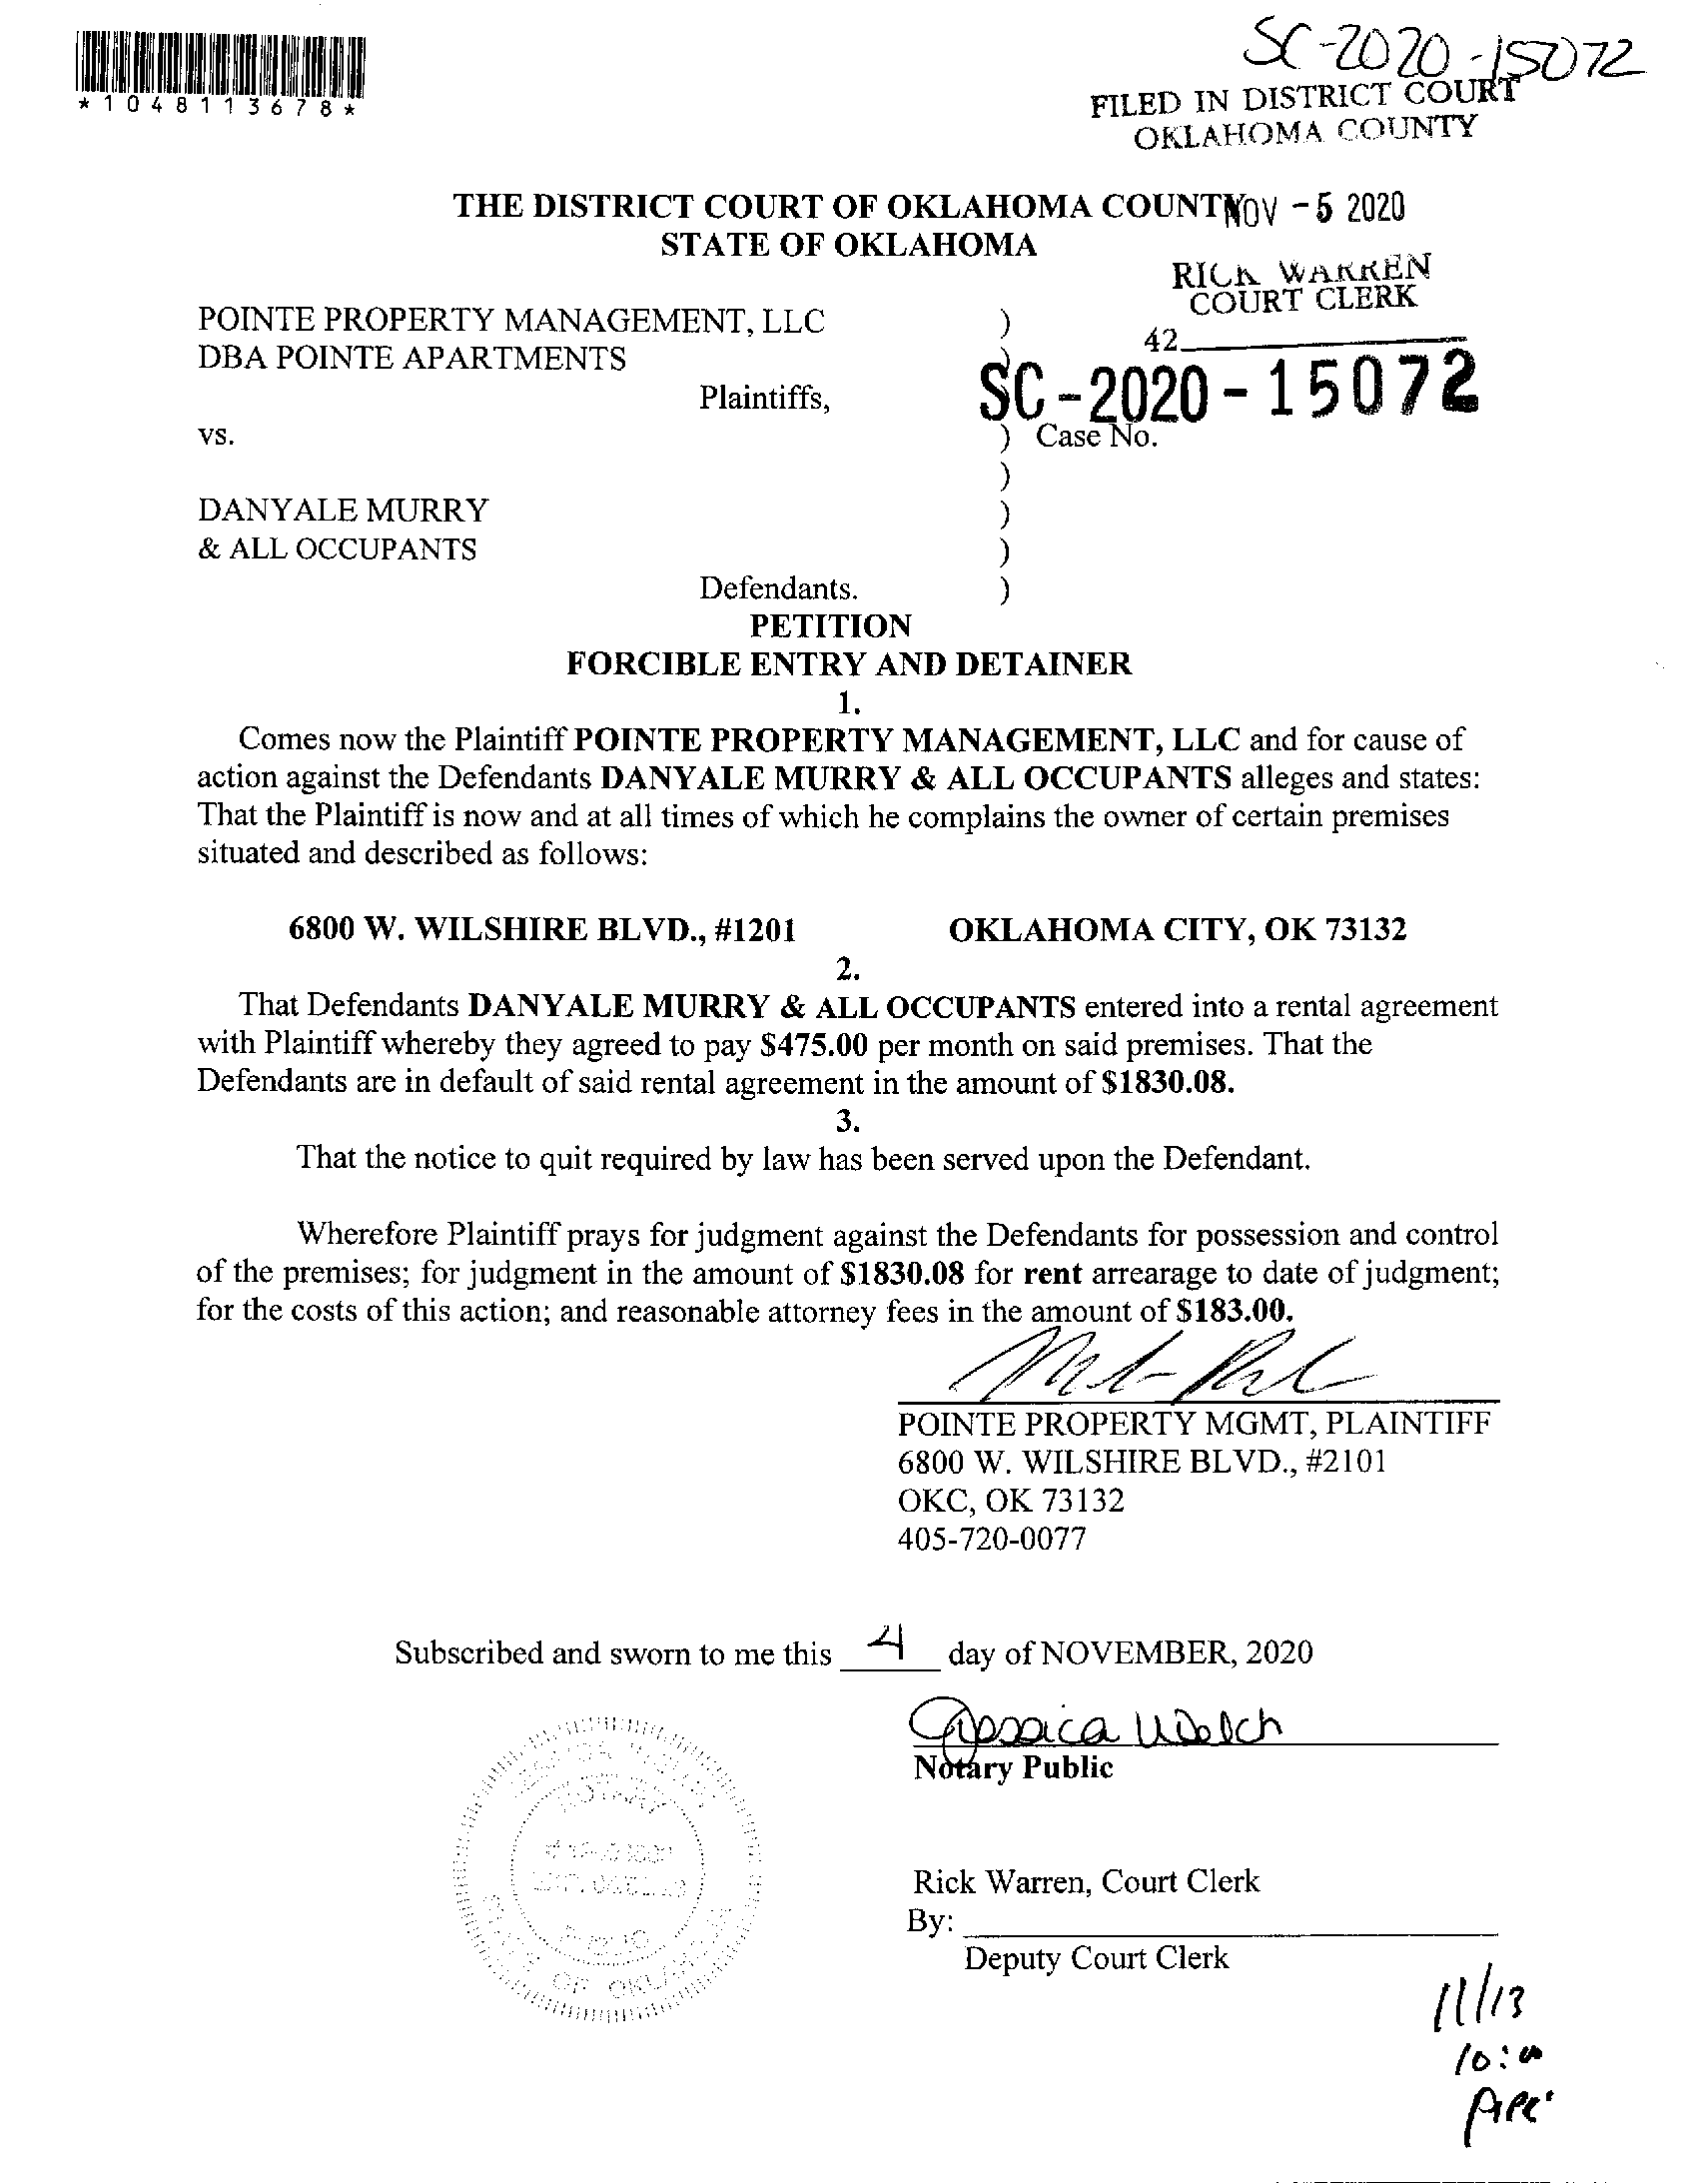 SC-2020-15072
*1048113678*
FILED IN DISTRICT COURT
OKLAHOMA COUNTY
THE DISTRICT COURT OF OKLAHOMA COUNTY
NOV -5 2020
STATE OF OKLAHOMA
RICK WARREN
COURT CLERK
42
POINTE PROPERTY MANAGEMENT, LLC )
DBA POINTE APARTMENTS )
Plaintiffs,
SC-2020-15072
vs. ) Case No.
)
DANYALE MURRY )
& ALL OCCUPANTS )
Defendants. )
PETITION
FORCIBLE ENTRY AND DETAINER
1.
Comes now the Plaintiff POINTE PROPERTY MANAGEMENT, LLC and for cause of
action against the Defendants DANYALE MURRY & ALL OCCUPANTS alleges and states:
That the Plaintiff is now and at all times of which he complains the owner of certain premises
situated and described as follows:
6800 W. WILSHIRE BLVD., #1201 OKLAHOMA CITY, OK 73132
2.
That Defendants DANYALE MURRY & ALL OCCUPANTS entered into a rental agreement
with Plaintiff whereby they agreed to pay $475.00 per month on said premises. That the
Defendants are in default of said rental agreement in the amount of $1830.08.
3.
That the notice to quit required by law has been served upon the Defendant.
Wherefore Plaintiff prays for judgment against the Defendants for possession and control
of the premises; for judgment in the amount of $1830.08 for rent arrearage to date of judgment;
for the costs of this action; and reasonable attorney fees in the amount of $183.00.
POINTE PROPERTY MGMT, PLAINTIFF
6800 W. WILSHIRE BLVD., #2101
OKC, OK 73132
405-720-0077
Subscribed and sworn to me this 4 day of NOVEMBER, 2020
Jessica Welch
Notary Public
NOTARY
PUBLIC
STATE OF OKLAHOMA
Rick Warren, Court Clerk
By:
Deputy Court Clerk
11/13
10:00